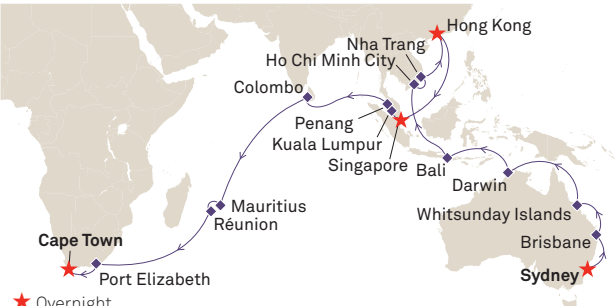 Hong Kong
Nha Trang
Ho Chi Minh City
Colombo
Penang
Kuala Lumpur
Singapore
Bali
Darwin
Mauritius
Réunion
Whitsunday Islands
Cape Town
Brisbane
Port Elizabeth
Sydney
Overnight